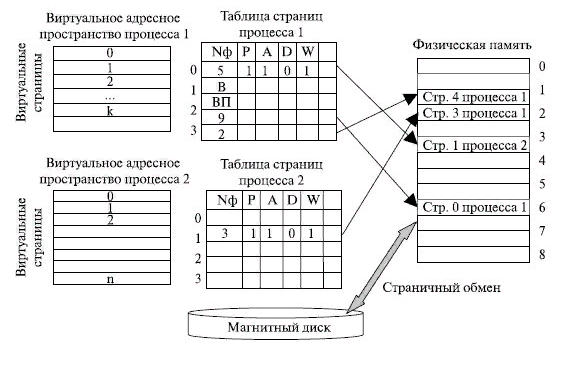 Виртуальное адресное
пространство процесса 1
Виртуальные
страницы
0
1
2
...
k
Таблица страниц
процесса 1
Nф P A D W
0 5 1 1 0 1
1 В
2 ВП
3 9
2
Физическая память
0
Стр. 4 процесса 1 1
Стр. 3 процесса 1 2
3
Стр. 1 процесса 2
4
5
Стр. 0 процесса 1 6
7
8
Виртуальное адресное
пространство процесса 2
Виртуальные
страницы
0
1
2
n
Таблица страниц
процесса 2
Nф P A D W
0
1 3 1 1 0 1
2
3
Страничный обмен
Магнитный диск